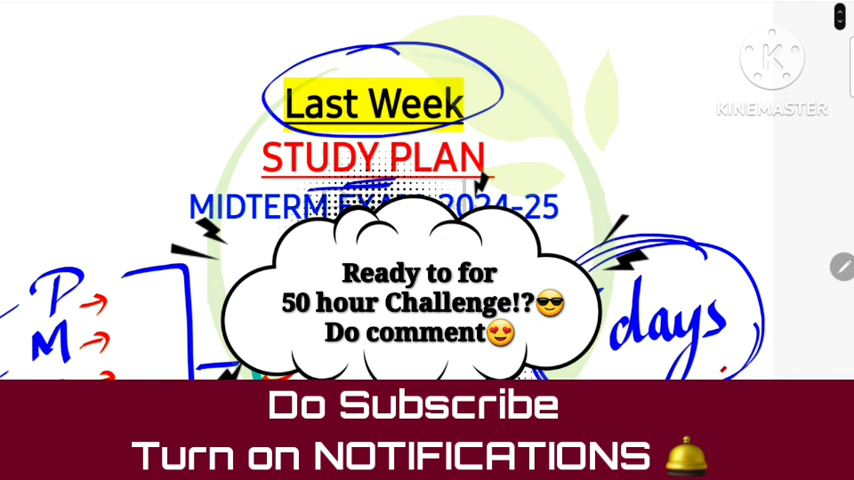 Last Week
STUDY PLAN
MIDTERM 2024-25
KINEMASTER
Ready to for
50 hour Challenge!?😎
Do comment😍
P →
M →
days
Do Subscribe
Turn on NOTIFICATIONS 🔔